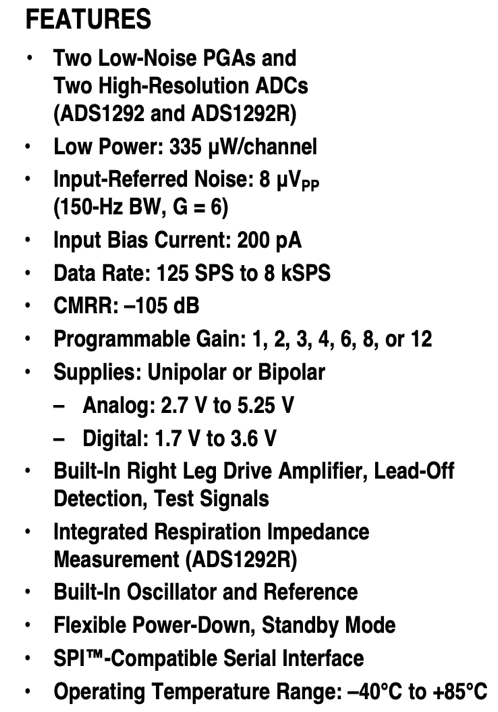 FEATURES
• Two Low-Noise PGAs and
Two High-Resolution ADCs
(ADS1292 and ADS1292R)
• Low Power: 335 μW/channel
• Input-Referred Noise: 8 μVPP
(150-Hz BW, G = 6)
• Input Bias Current: 200 pA
• Data Rate: 125 SPS to 8 kSPS
• CMRR: –105 dB
• Programmable Gain: 1, 2, 3, 4, 6, 8, or 12
• Supplies: Unipolar or Bipolar
– Analog: 2.7 V to 5.25 V
– Digital: 1.7 V to 3.6 V
• Built-In Right Leg Drive Amplifier, Lead-Off
Detection, Test Signals
• Integrated Respiration Impedance
Measurement (ADS1292R)
• Built-In Oscillator and Reference
• Flexible Power-Down, Standby Mode
• SPI™-Compatible Serial Interface
• Operating Temperature Range: –40°C to +85°C